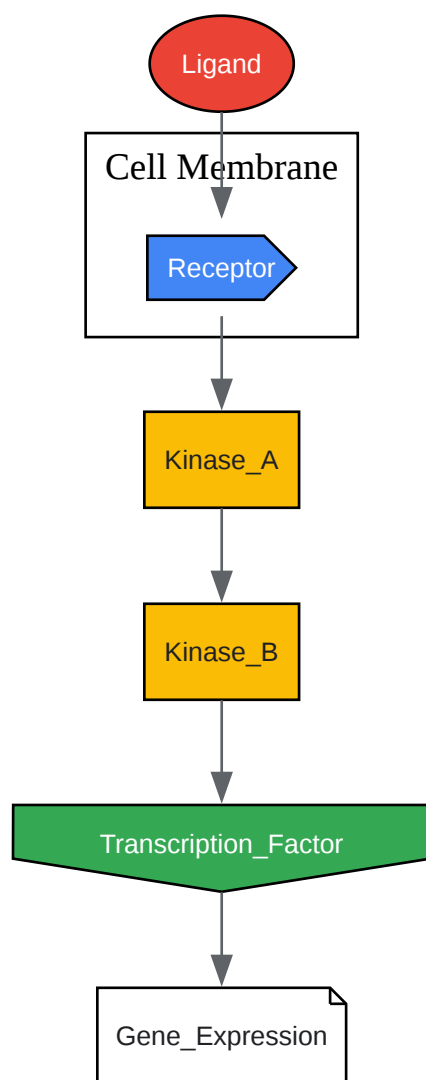 Ligand
Cell Membrane
Receptor
Kinase_A
Kinase_B
Transcription_Factor
Gene_Expression